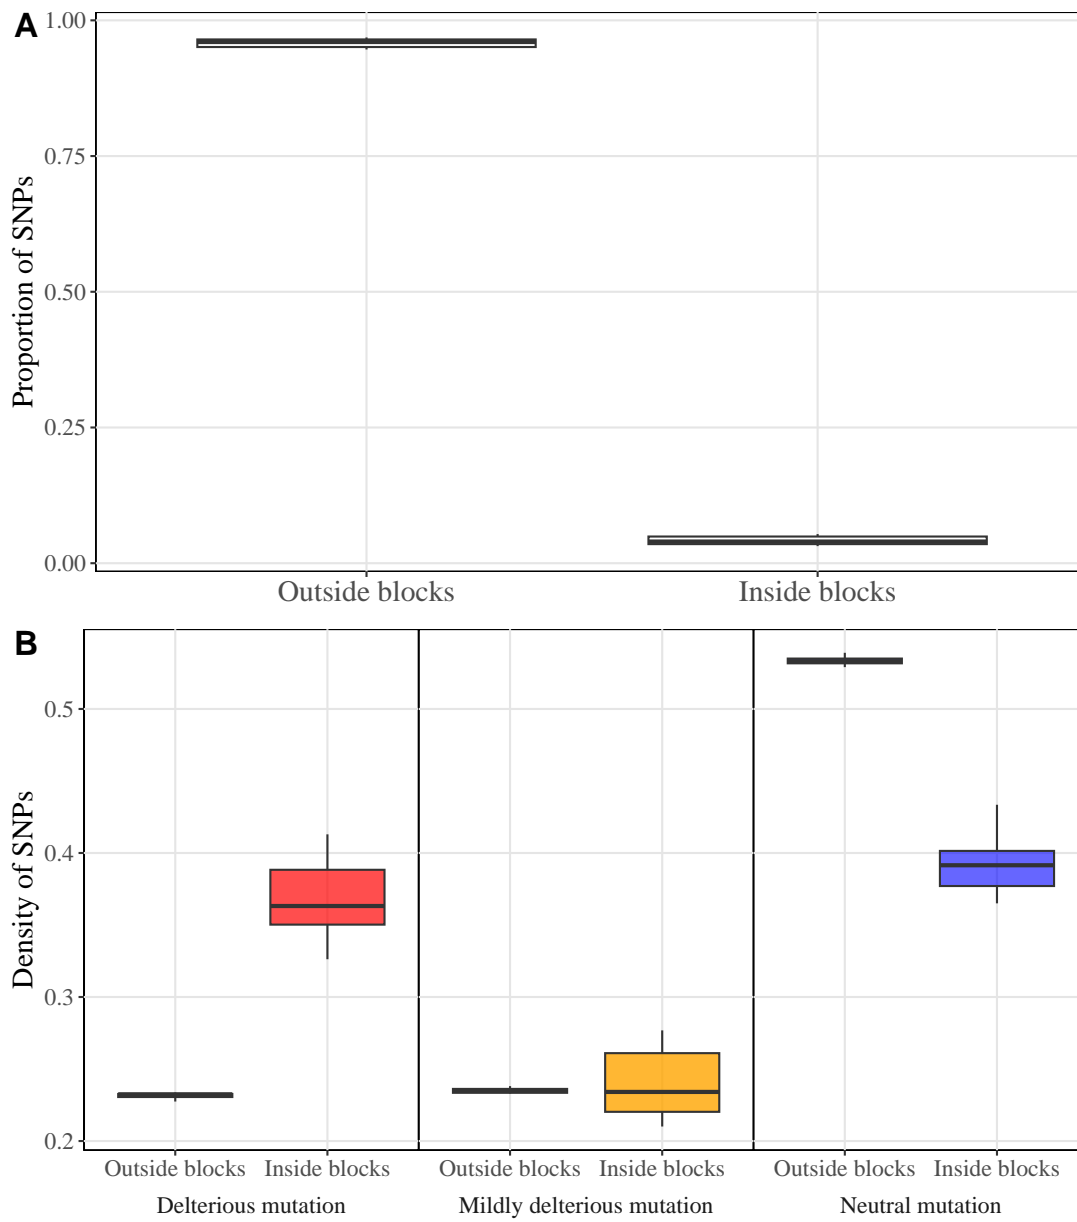 A
1.00
0.75
0.50
0.25
0.00
Proportion of SNPs
Outside blocks Inside blocks
B
0.5
0.4
0.3
0.2
Density of SNPs
Outside blocks Inside blocks Outside blocks Inside blocks Outside blocks Inside blocks
Delterious mutation Mildly delterious mutation Neutral mutation